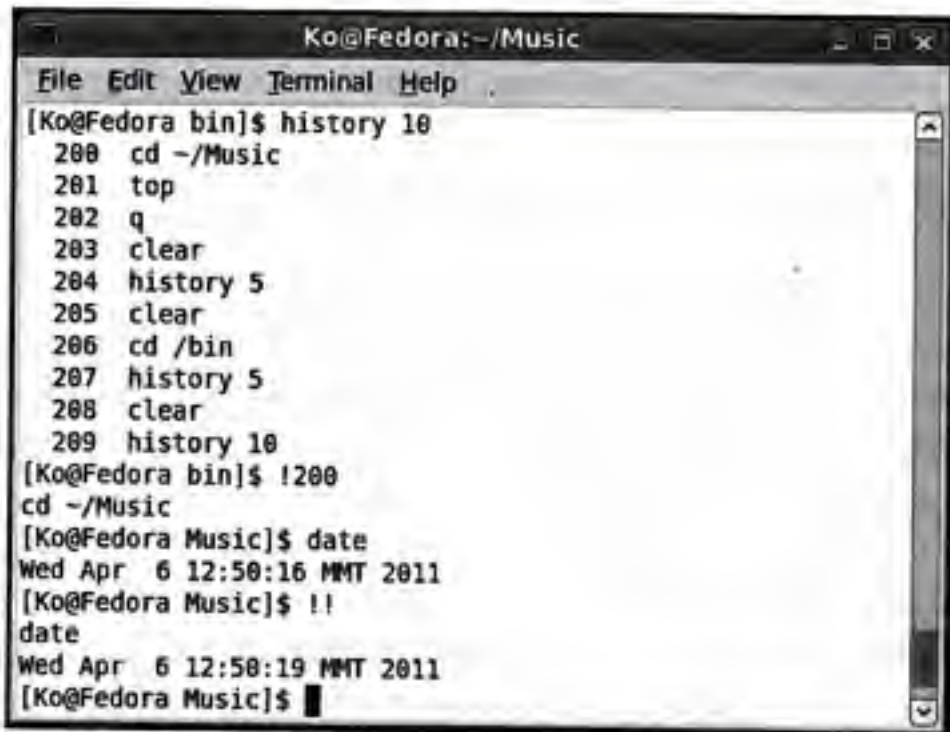 Ko@Fedora:~/Music
File Edit View Terminal Help
[Ko@Fedora bin]$ history 10
200 cd ~/Music
201 top
202 q
203 clear
204 history 5
205 clear
206 cd /bin
207 history 5
208 clear
209 history 10
[Ko@Fedora bin]$ !200
cd ~/Music
[Ko@Fedora Music]$ date
Wed Apr  6 12:50:16 MMT 2011
[Ko@Fedora Music]$ !!
date
Wed Apr  6 12:50:19 MMT 2011
[Ko@Fedora Music]$